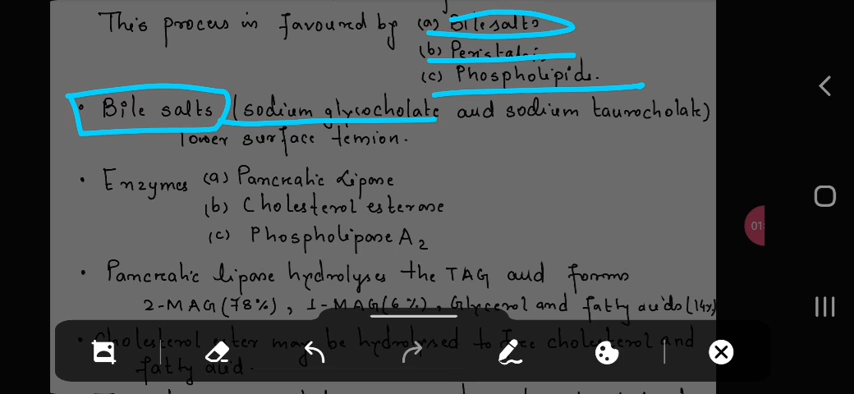 This process is favoured by (a) Bile salts
(b) Peristalsis
(c) Phospholipids.
• Bile salts (sodium glycocholate and sodium taurocholate)
lower surface tension.
• Enzymes (a) Pancreatic Lipase
(b) Cholesterol esterase
(c) Phospholipase A2
• Pancreatic lipase hydrolyses the TAG and forms
2-MAG (78%), 1-MAG (6%), Glycerol and fatty acids (14%)
• Cholesterol ester may be hydrolysed to free cholesterol and
fatty acid.
01